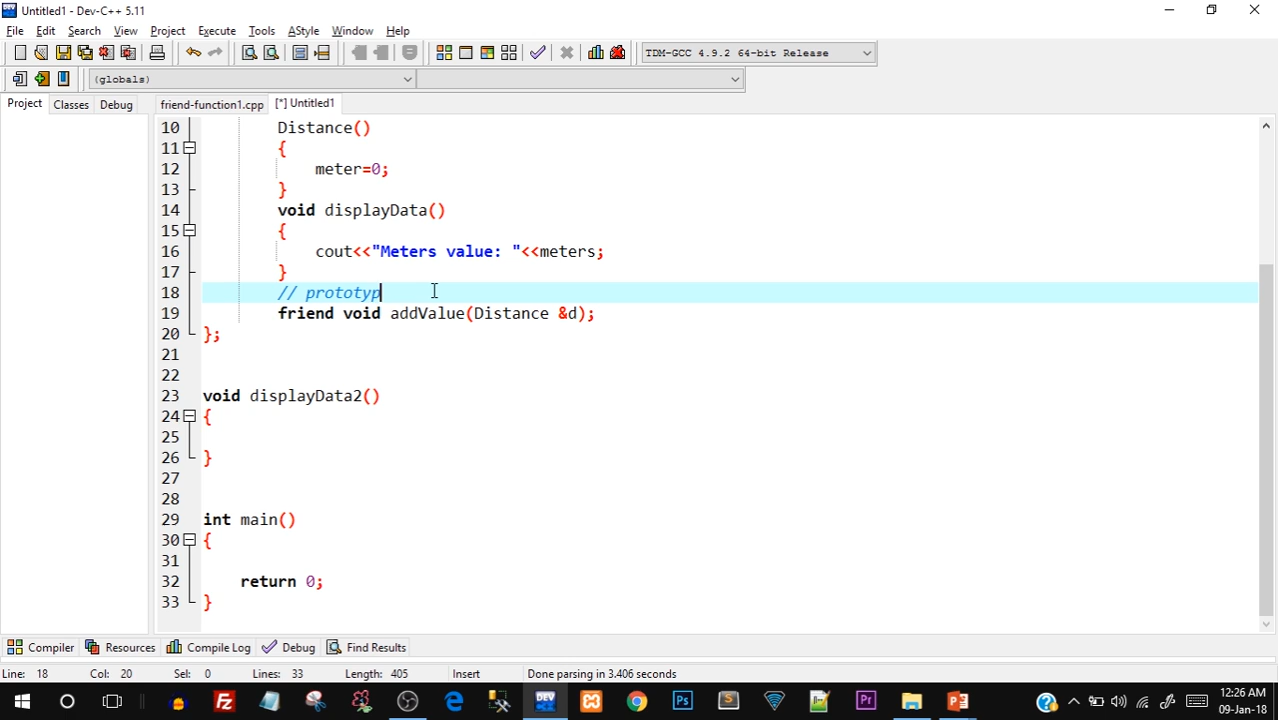 Untitled1 - Dev-C++ 5.11
File Edit Search View Project Execute Tools AStyle Window Help
TDM-GCC 4.9.2 64-bit Release
(globals)
Project Classes Debug friend-function1.cpp [*] Untitled1
10 Distance()
11 {
12 meter=0;
13 }
14 void displayData()
15 {
16 cout<<"Meters value: "<<meters;
17 }
18 // prototyp
19 friend void addValue(Distance &d);
20 };
21
22
23 void displayData2()
24 {
25
26 }
27
28
29 int main()
30 {
31
32 return 0;
33 }
Compiler Resources Compile Log Debug Find Results
Line: 18 Col: 20 Sel: 0 Lines: 33 Length: 405 Insert Done parsing in 3.406 seconds
12:26 AM
09-Jan-18